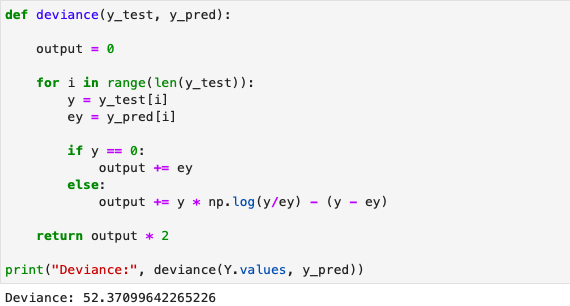 def deviance(y_test, y_pred):
    output = 0
    for i in range(len(y_test)):
        y = y_test[i]
        ey = y_pred[i]
        if y == 0:
            output += ey
        else:
            output += y * np.log(y/ey) - (y - ey)
    return output * 2
print("Deviance:", deviance(Y.values, y_pred))
Deviance: 52.37099642265226